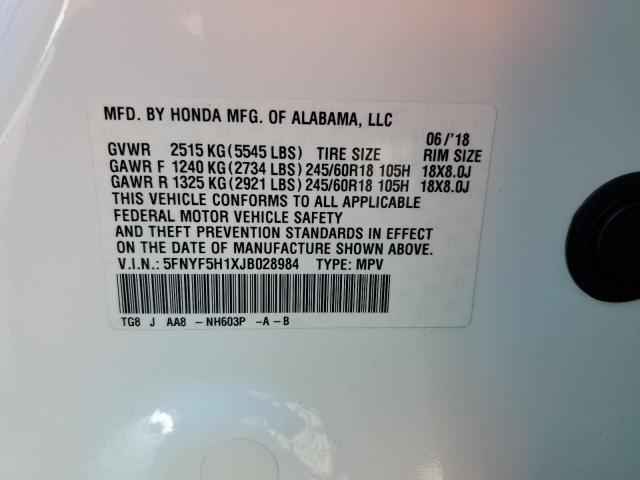 MFD. BY HONDA MFG. OF ALABAMA, LLC
06/'18
GVWR 2515 KG(5545 LBS) TIRE SIZE RIM SIZE
GAWR F 1240 KG(2734 LBS) 245/60R18 105H 18X8.0J
GAWR R 1325 KG(2921 LBS) 245/60R18 105H 18X8.0J
THIS VEHICLE CONFORMS TO ALL APPLICABLE
FEDERAL MOTOR VEHICLE SAFETY
AND THEFT PREVENTION STANDARDS IN EFFECT
ON THE DATE OF MANUFACTURE SHOWN ABOVE.
V.I.N.: 5FNYF5H1XJB028984 TYPE: MPV
TG8 J AA8 -NH603P -A-B